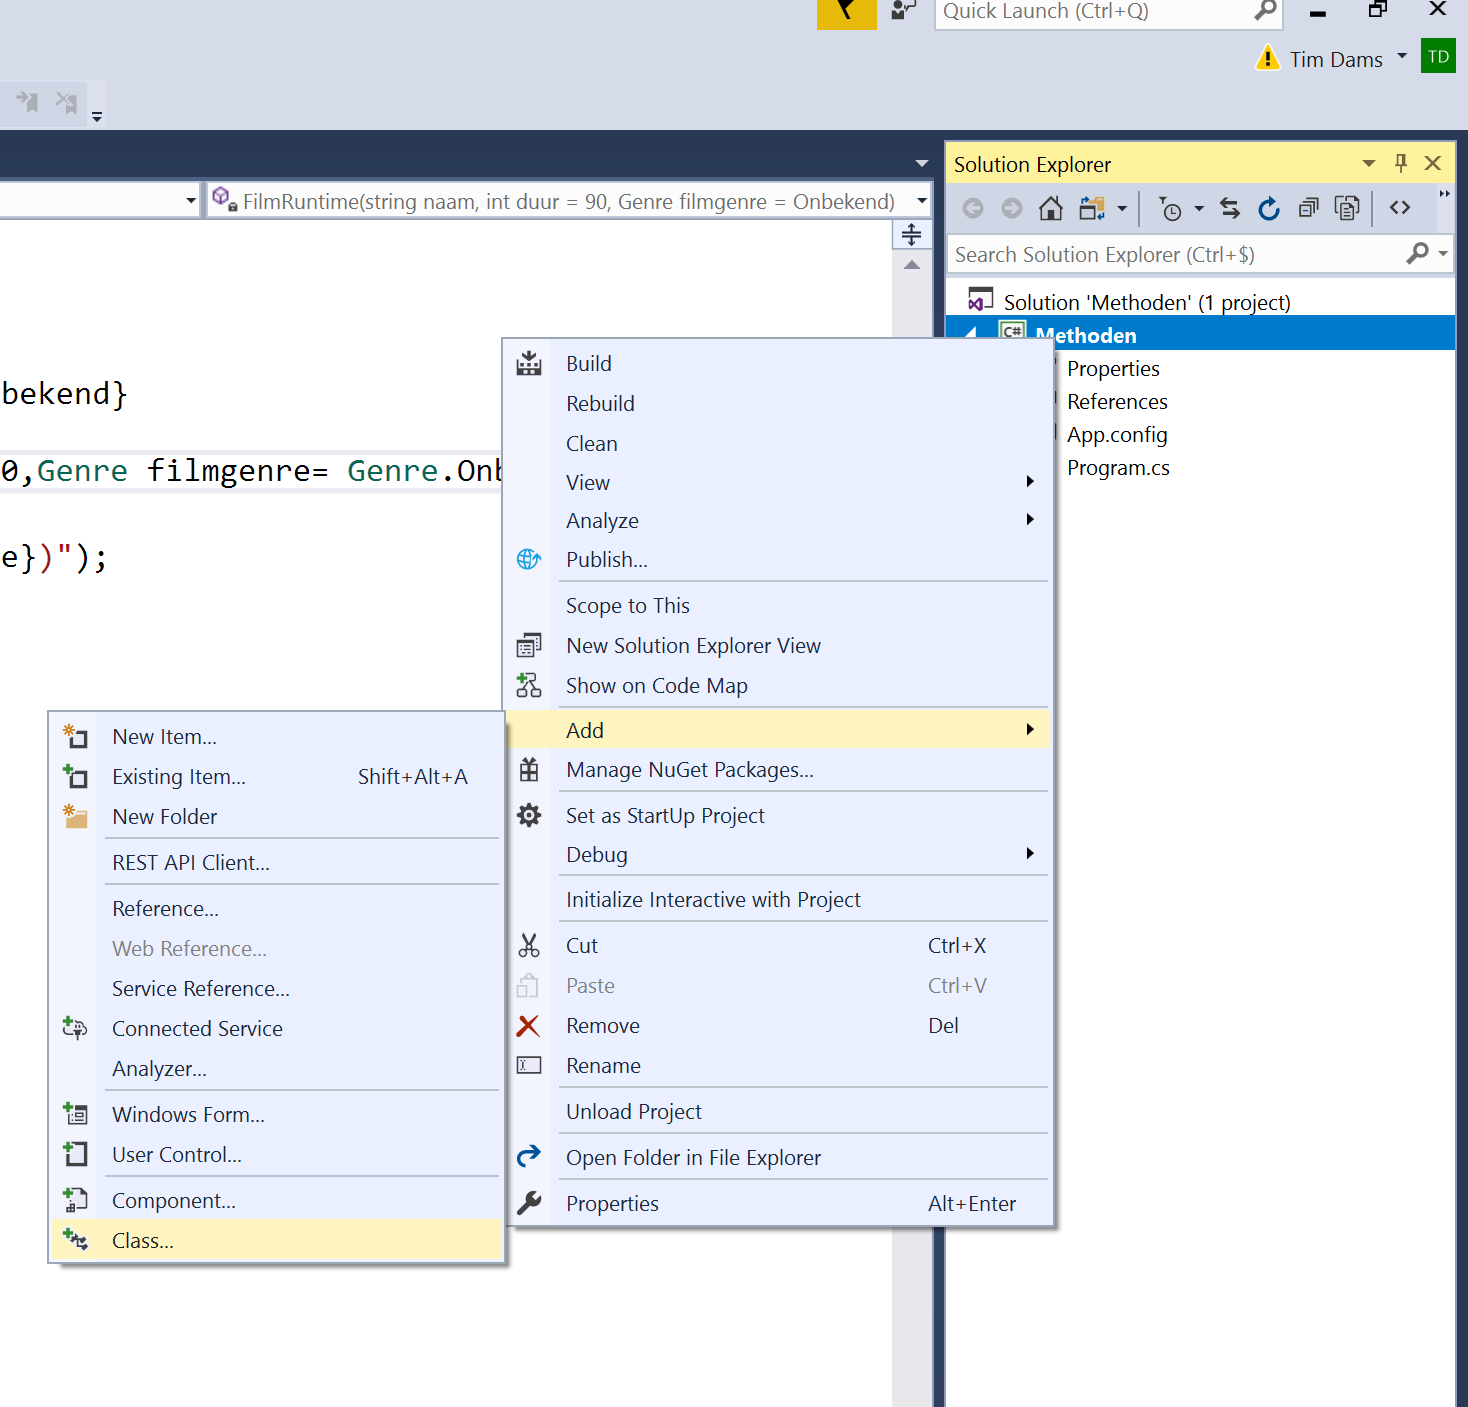 Quick Launch (Ctrl+Q)
Tim Dams
TD
FilmRuntime(string naam, int duur = 90, Genre filmgenre = Onbekend)
Solution Explorer
Search Solution Explorer (Ctrl+$)
Solution 'Methoden' (1 project)
C# Methoden
Properties
References
App.config
Program.cs
bekend}
0,Genre filmgenre= Genre.Onb
e})");
Build
Rebuild
Clean
View
Analyze
Publish...
Scope to This
New Solution Explorer View
Show on Code Map
Add
Manage NuGet Packages...
Set as StartUp Project
Debug
Initialize Interactive with Project
Cut Ctrl+X
Paste Ctrl+V
Remove Del
Rename
Unload Project
Open Folder in File Explorer
Properties Alt+Enter
New Item...
Existing Item... Shift+Alt+A
New Folder
REST API Client...
Reference...
Web Reference...
Service Reference...
Connected Service
Analyzer...
Windows Form...
User Control...
Component...
Class...